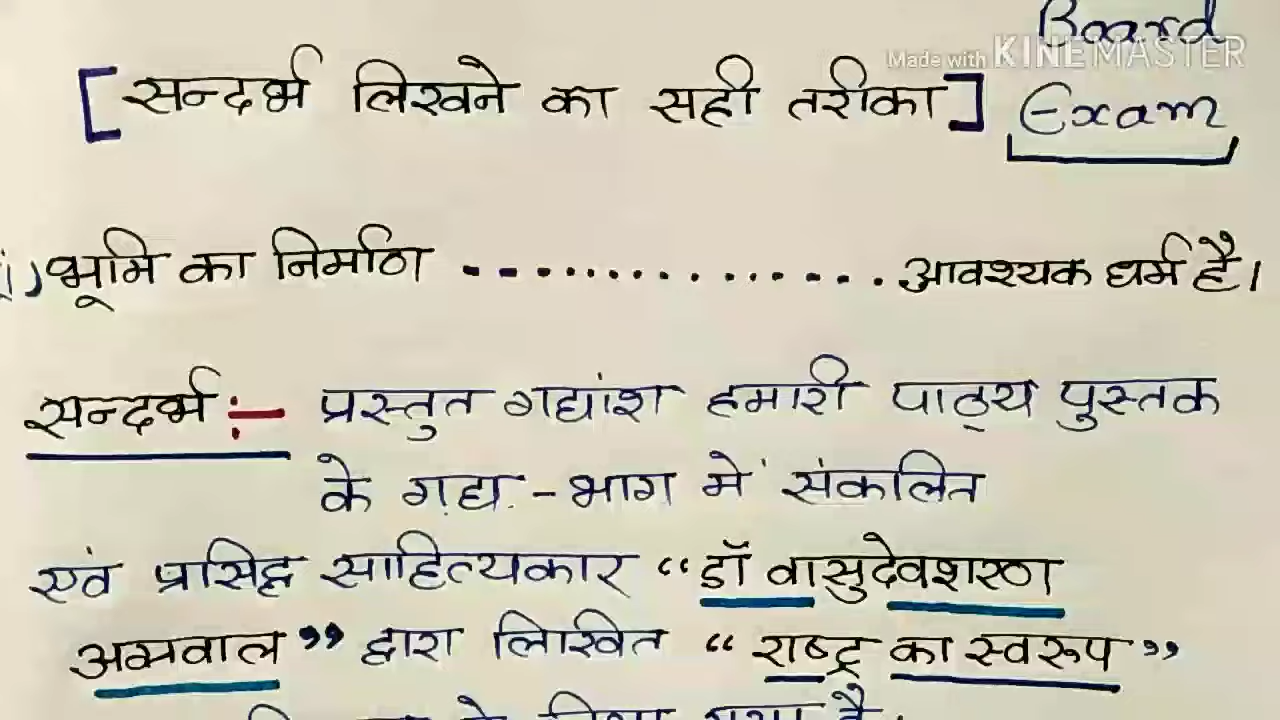 Board
Made with KINEMASTER
[सन्दर्भ लिखने का सही तरीका] Exam
(i) भूमि का निर्माण ................ आवश्यक धर्म है।
सन्दर्भ :- प्रस्तुत गद्यांश हमारी पाठ्य पुस्तक
के गद्य - भाग में संकलित
एवं प्रसिद्ध साहित्यकार “डॉ वासुदेवशरण
अग्रवाल” द्वारा लिखित “राष्ट्र का स्वरूप”
के लिया गया है।